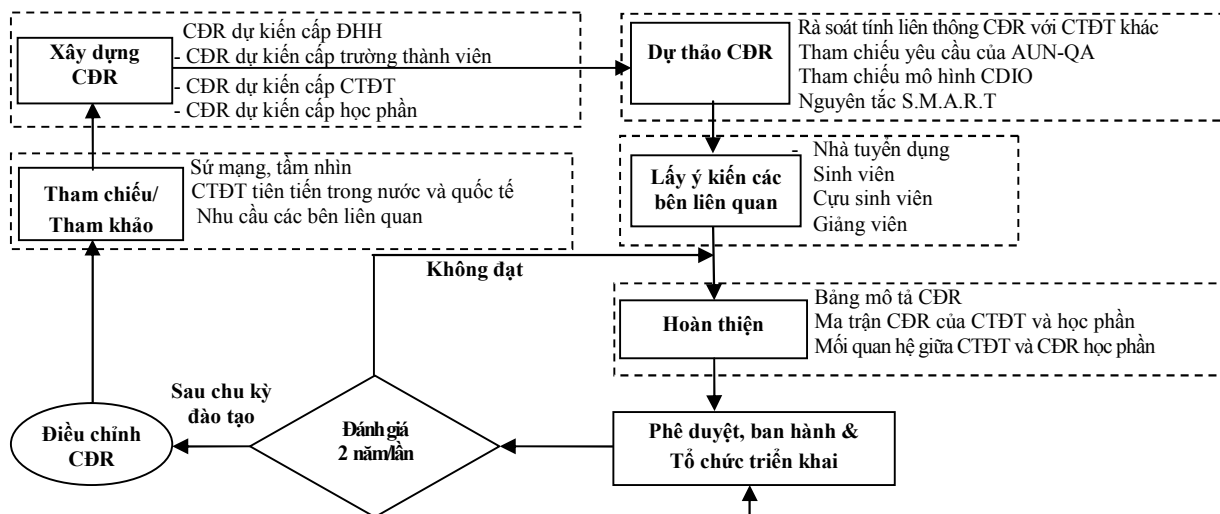 Xây dựng
CĐR
CĐR dự kiến cấp ĐHH
- CĐR dự kiến cấp trường thành viên
- CĐR dự kiến cấp CTĐT
- CĐR dự kiến cấp học phần
Dự thảo CĐR
Rà soát tính liên thông CĐR với CTĐT khác
Tham chiếu yêu cầu của AUN-QA
Tham chiếu mô hình CDIO
Nguyên tắc S.M.A.R.T
Tham chiếu/
Tham khảo
Sứ mạng, tầm nhìn
CTĐT tiên tiến trong nước và quốc tế
Nhu cầu các bên liên quan
Lấy ý kiến các
bên liên quan
- Nhà tuyển dụng
Sinh viên
Cựu sinh viên
Giảng viên
Không đạt
Hoàn thiện
Bảng mô tả CĐR
Ma trận CĐR của CTĐT và học phần
Mối quan hệ giữa CTĐT và CĐR học phần
Sau chu kỳ
đào tạo
Điều chỉnh
CĐR
Đánh giá
2 năm/lần
Phê duyệt, ban hành &
Tổ chức triển khai